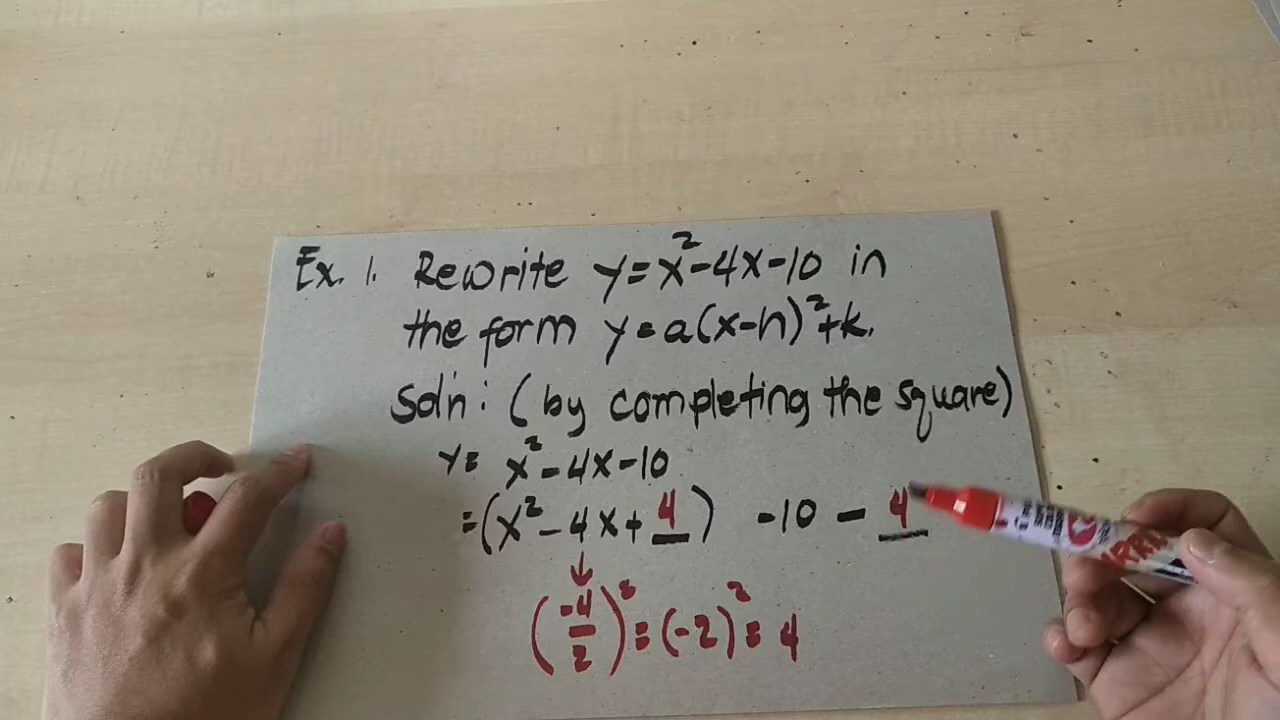 Ex. 1. Rewrite y=x²-4x-10 in
the form y=a(x-h)²+k.
Sol'n: (by completing the square)
y= x²-4x-10
=(x²-4x+4) -10 - 4
↓
(-4/2)²=(-2)²=4